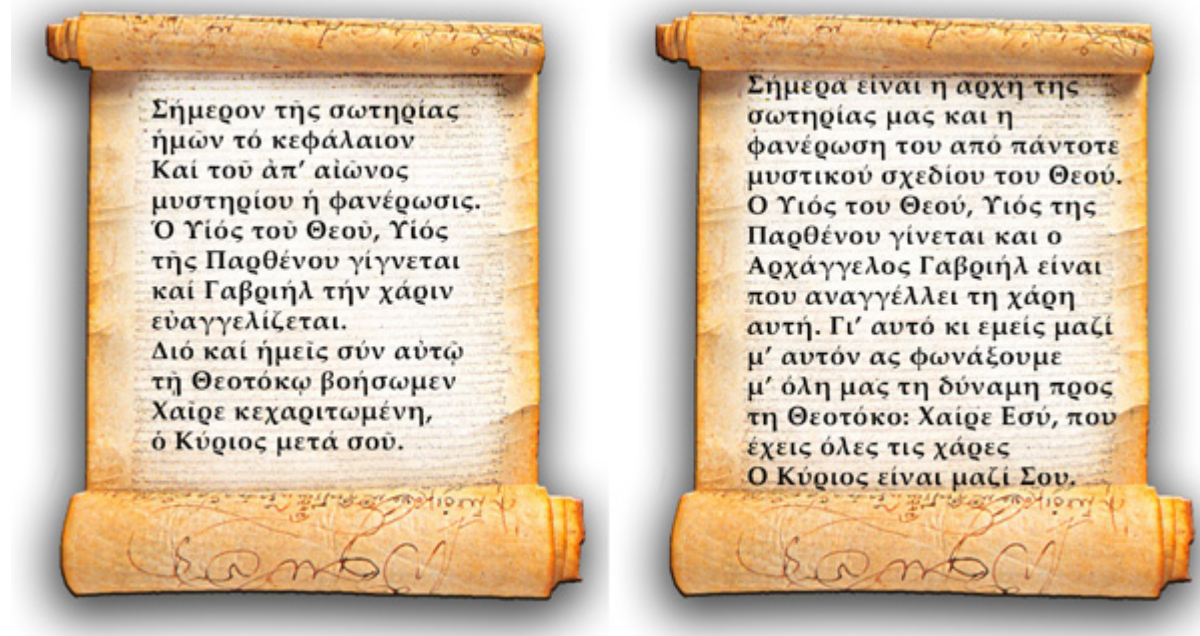 Σήμερον τῆς σωτηρίας
ἡμῶν τό κεφάλαιον
Καί τοῦ ἀπ’ αἰῶνος
μυστηρίου ἡ φανέρωσις.
Ὁ Υἱός τοῦ Θεοῦ, Υἱός
τῆς Παρθένου γίγνεται
καί Γαβριήλ τήν χάριν
εὐαγγελίζεται.
Διό καί ἡμεῖς σύν αὐτῷ
τῇ Θεοτόκῳ βοήσωμεν
Χαῖρε κεχαριτωμένη,
ὁ Κύριος μετά σοῦ.
Σήμερα είναι η αρχή της
σωτηρίας μας και η
φανέρωση του από πάντοτε
μυστικού σχεδίου του Θεού.
Ο Υιός του Θεού, Υιός της
Παρθένου γίνεται και ο
Αρχάγγελος Γαβριήλ είναι
που αναγγέλλει τη χάρη
αυτή. Γι’ αυτό κι εμείς μαζί
μ’ αυτόν ας φωνάξουμε
μ’ όλη μας τη δύναμη προς
τη Θεοτόκο: Χαίρε Εσύ, που
έχεις όλες τις χάρες
Ο Κύριος είναι μαζί Σου.